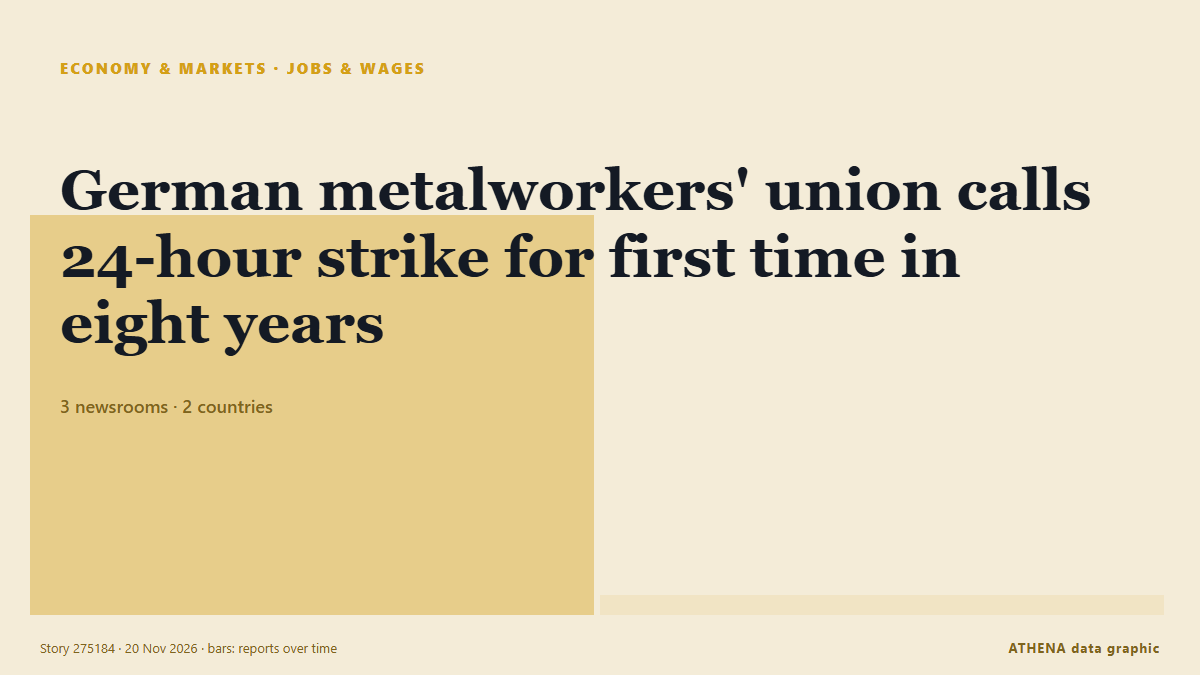 ECONOMY & MARKETS · JOBS & WAGES
German metalworkers' union calls
24-hour strike for first time in
eight years
3 newsrooms · 2 countries
Story 275184 · 20 Nov 2026 · bars: reports over time
ATHENA data graphic